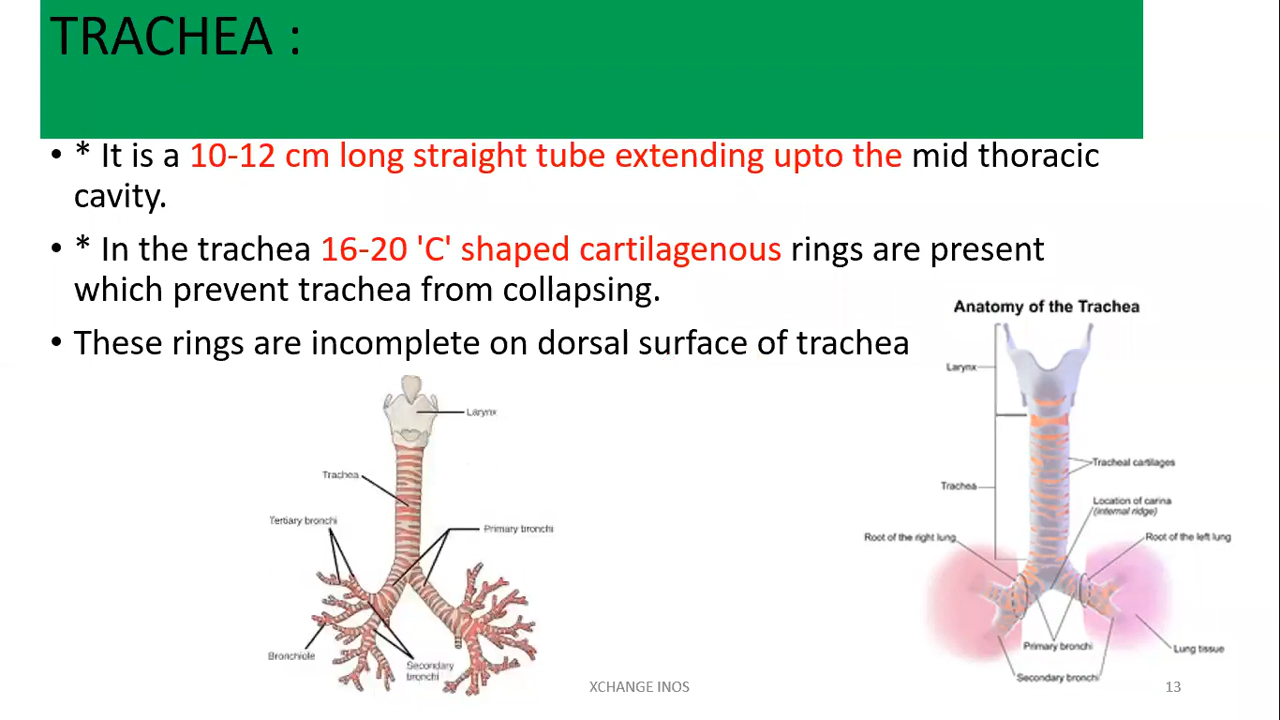 TRACHEA :
• * It is a 10-12 cm long straight tube extending upto the mid thoracic
cavity.
• * In the trachea 16-20 'C' shaped cartilagenous rings are present
which prevent trachea from collapsing.
• These rings are incomplete on dorsal surface of trachea
Larynx
Trachea
Tertiary bronchi
Primary bronchi
Bronchiole
Secondary
bronchi
Anatomy of the Trachea
Larynx
Tracheal cartilages
Trachea
Location of carina
(internal ridge)
Root of the right lung
Root of the left lung
Primary bronchi
Lung tissue
Secondary bronchi
XCHANGE INOS
13